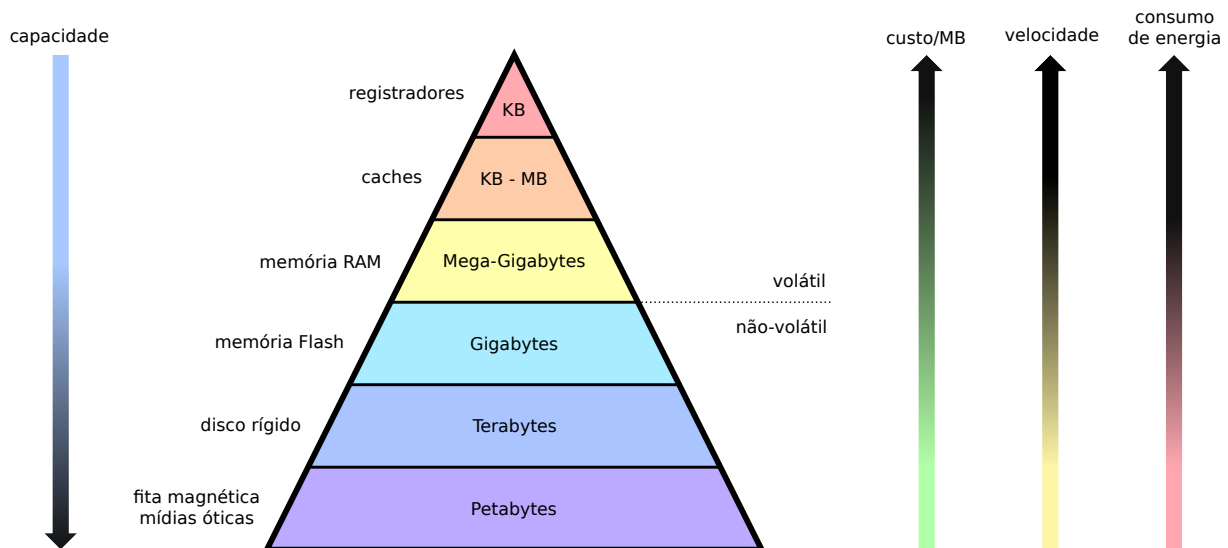 capacidade
custo/MB
velocidade
consumo
de energia
registradores
KB
caches
KB - MB
memória RAM
Mega-Gigabytes
volátil
não-volátil
memória Flash
Gigabytes
disco rígido
Terabytes
fita magnética
mídias óticas
Petabytes